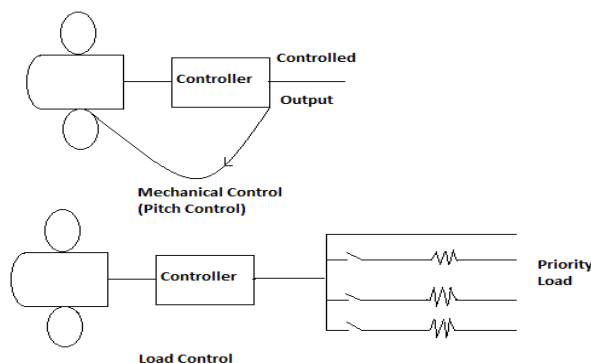 Controlled
Controller
Output
Mechanical Control
(Pitch Control)
Controller
Priority
Load
Load Control